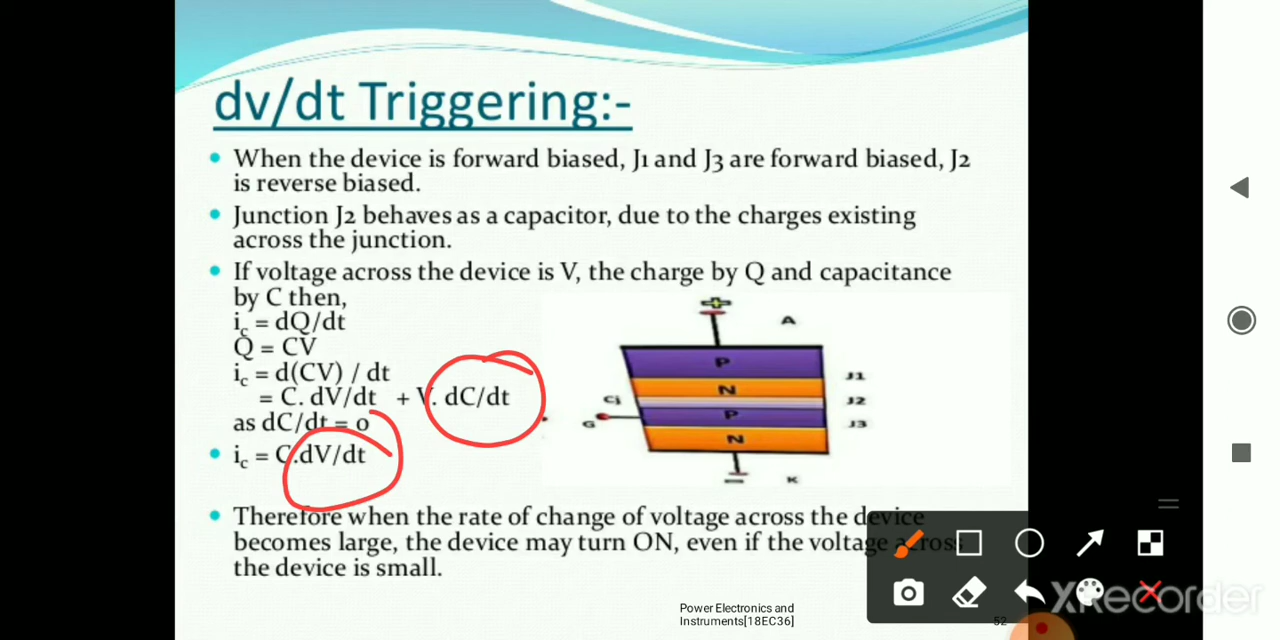 dv/dt Triggering:-
• When the device is forward biased, J1 and J3 are forward biased, J2
is reverse biased.
• Junction J2 behaves as a capacitor, due to the charges existing
across the junction.
• If voltage across the device is V, the charge by Q and capacitance
by C then,
ic = dQ/dt
Q = CV
ic = d(CV) / dt
= C. dV/dt + V. dC/dt
as dC/dt = 0
• ic = C.dV/dt
A
P
J1
N
Cj
J2
P
G
J3
N
K
• Therefore when the rate of change of voltage across the device
becomes large, the device may turn ON, even if the voltage across
the device is small.
Power Electronics and
Instruments[18EC36]
52
XRecorder